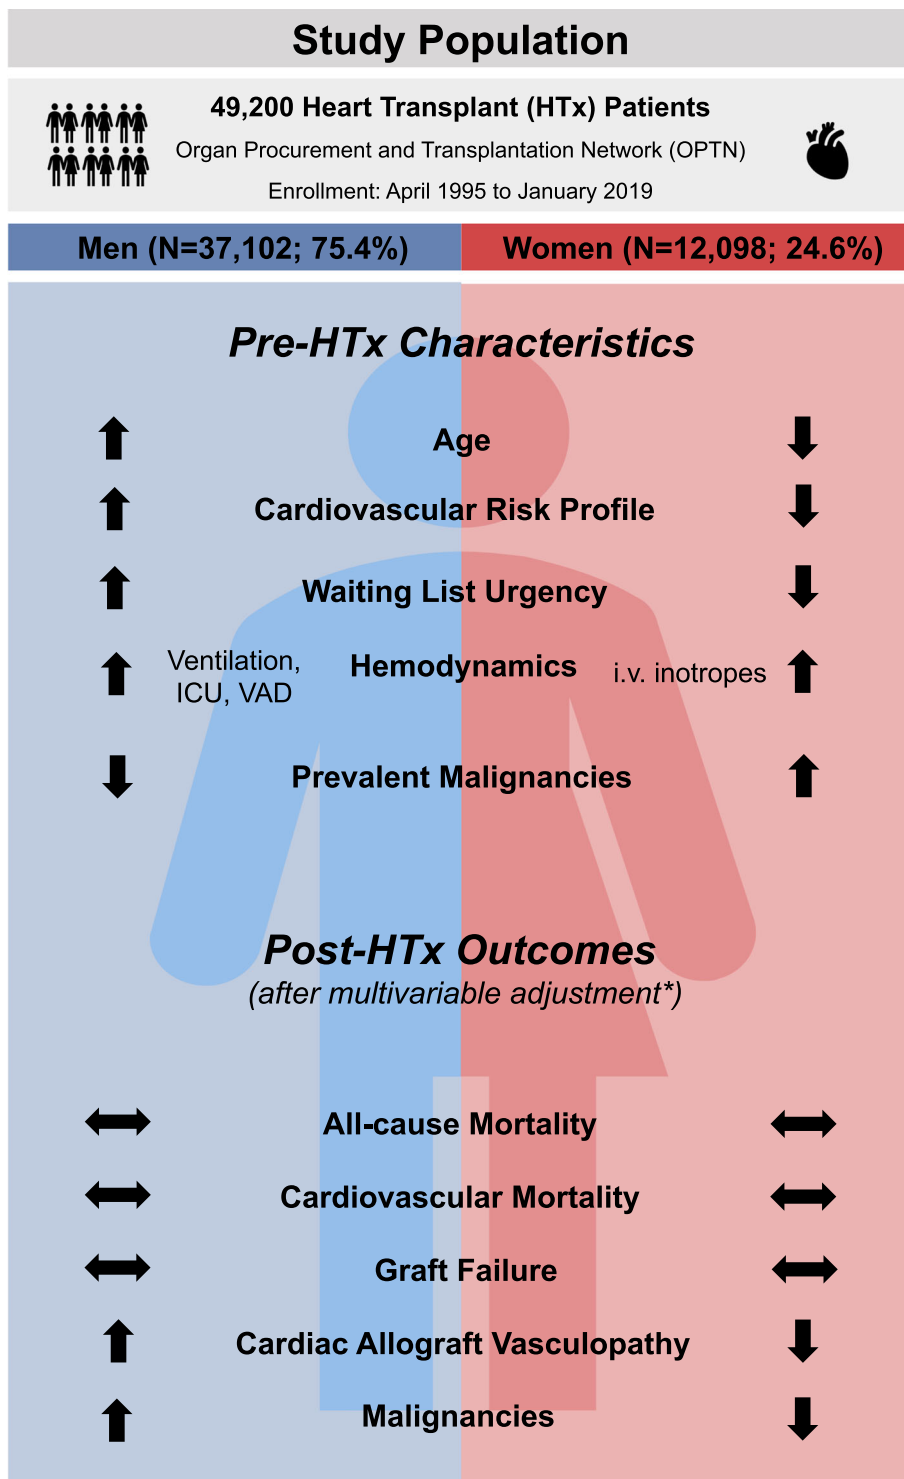 Study Population
49,200 Heart Transplant (HTx) Patients
Organ Procurement and Transplantation Network (OPTN)
Enrollment: April 1995 to January 2019
Men (N=37,102; 75.4%)
Women (N=12,098; 24.6%)
Pre-HTx Characteristics
Age
Cardiovascular Risk Profile
Waiting List Urgency
Ventilation,
ICU, VAD
Hemodynamics
i.v. inotropes
Prevalent Malignancies
Post-HTx Outcomes
(after multivariable adjustment*)
All-cause Mortality
Cardiovascular Mortality
Graft Failure
Cardiac Allograft Vasculopathy
Malignancies